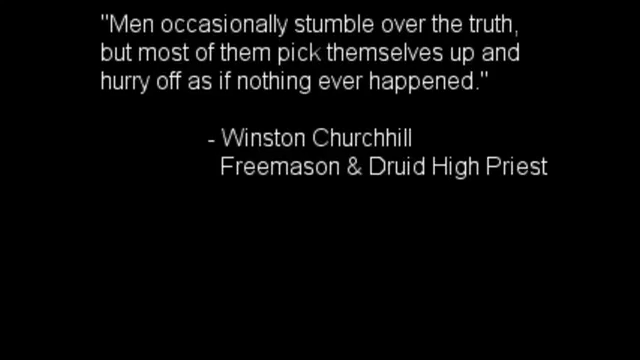 "Men occasionally stumble over the truth,
but most of them pick themselves up and
hurry off as if nothing ever happened."
- Winston Churchhill
Freemason & Druid High Priest